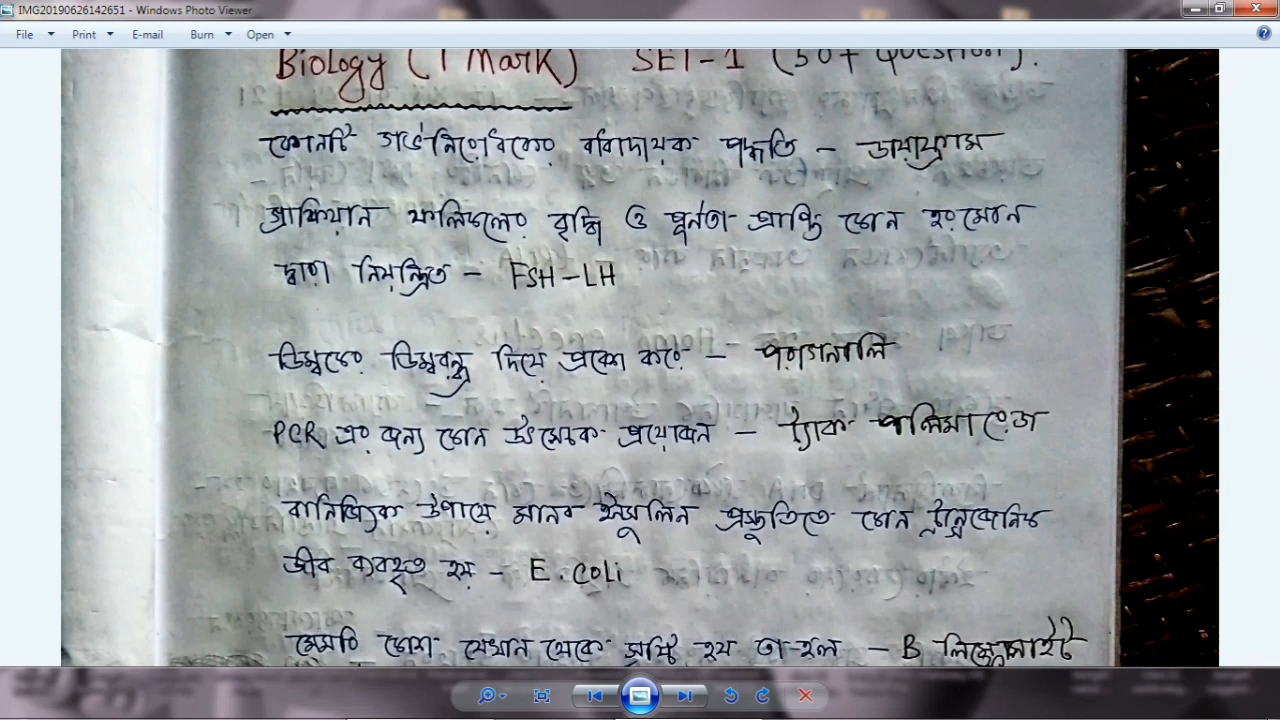 IMG20190626142651 - Windows Photo Viewer
File Print E-mail Burn Open
Biology (1 Mark) SET-1 (50+ Question).
কোনটি গর্ভনিরোধকের বাধাদায়ক পদ্ধতি - ডায়াফ্রাম
গ্রাফিয়ান ফলিকলের বৃদ্ধি ও পূর্নতা প্রাপ্তি কোন হরমোন
দ্বারা নিয়ন্ত্রিত - FSH-LH
ডিম্বকের ডিম্বরন্ধ্র দিয়ে প্রবেশ করে - পরাগনালি
PCR এর জন্য কোন উৎসেচক প্রয়োজন - ট্যাক পলিমারেজ
বানিজ্যিক উপায়ে মানব ইনসুলিন প্রস্তুতিতে কোন ট্রান্সজেনিক
জীব ব্যবহৃত হয় - E.Coli
মেমরি কোশ যেখান থেকে সৃষ্টি হয় তা হল - B লিম্ফোসাইট